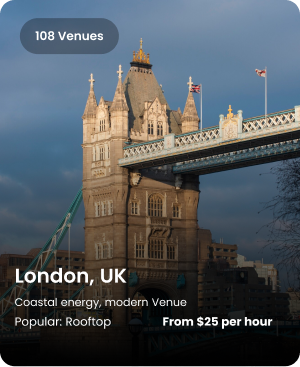 108 Venues
London, UK
Coastal energy, modern Venue
Popular: Rooftop From $25 per hour